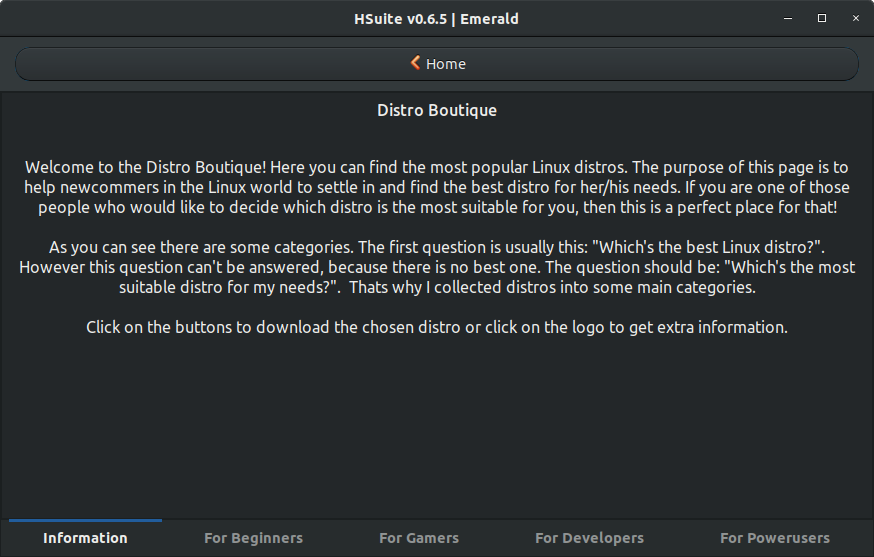 HSuite v0.6.5 | Emerald
Home
Distro Boutique
Welcome to the Distro Boutique! Here you can find the most popular Linux distros. The purpose of this page is to
help newcommers in the Linux world to settle in and find the best distro for her/his needs. If you are one of those
people who would like to decide which distro is the most suitable for you, then this is a perfect place for that!
As you can see there are some categories. The first question is usually this: "Which's the best Linux distro?".
However this question can't be answered, because there is no best one. The question should be: "Which's the most
suitable distro for my needs?".  Thats why I collected distros into some main categories.
Click on the buttons to download the chosen distro or click on the logo to get extra information.
Information For Beginners For Gamers For Developers For Powerusers